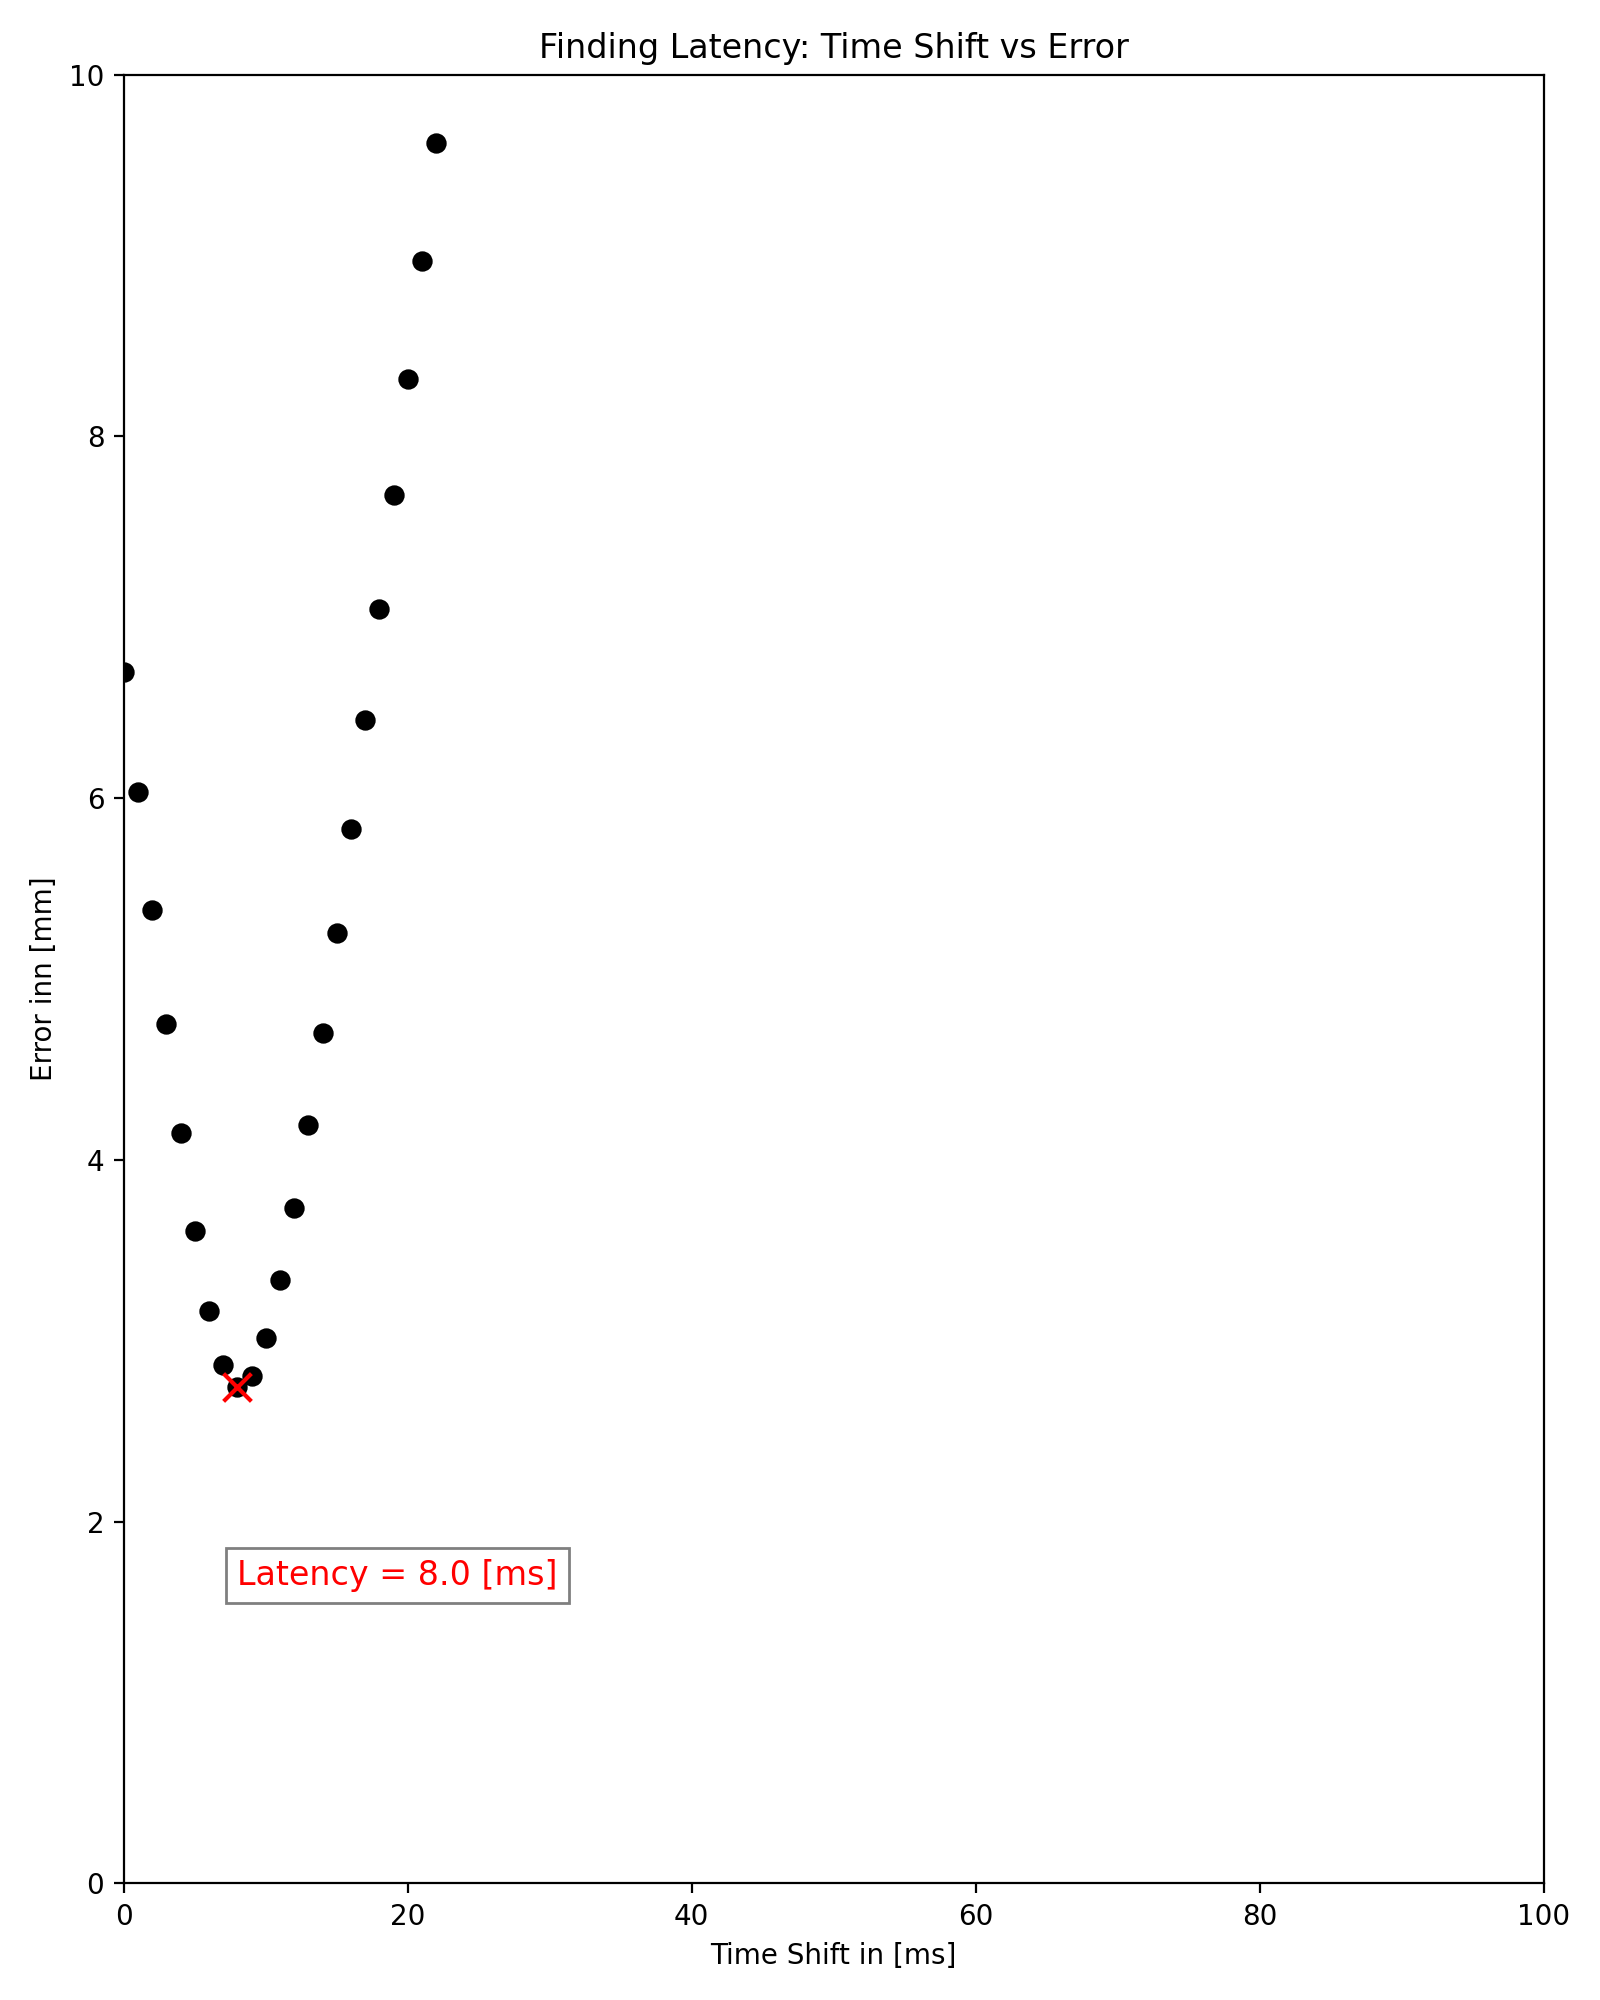 Finding Latency: Time Shift vs Error
10
8
6
4
2
0
Error inn [mm]
Latency = 8.0 [ms]
0 20 40 60 80 100
Time Shift in [ms]